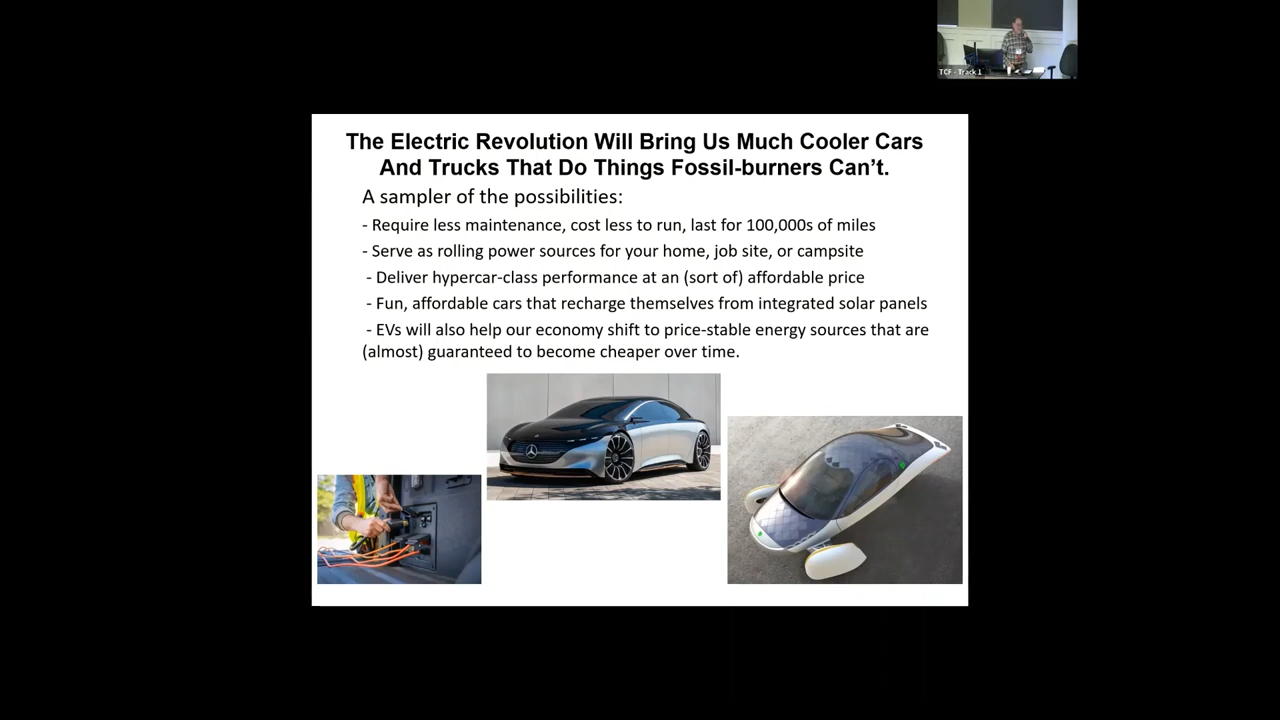 TCF - Track 1
The Electric Revolution Will Bring Us Much Cooler Cars
And Trucks That Do Things Fossil-burners Can’t.
A sampler of the possibilities:
- Require less maintenance, cost less to run, last for 100,000s of miles
- Serve as rolling power sources for your home, job site, or campsite
- Deliver hypercar-class performance at an (sort of) affordable price
- Fun, affordable cars that recharge themselves from integrated solar panels
- EVs will also help our economy shift to price-stable energy sources that are
(almost) guaranteed to become cheaper over time.